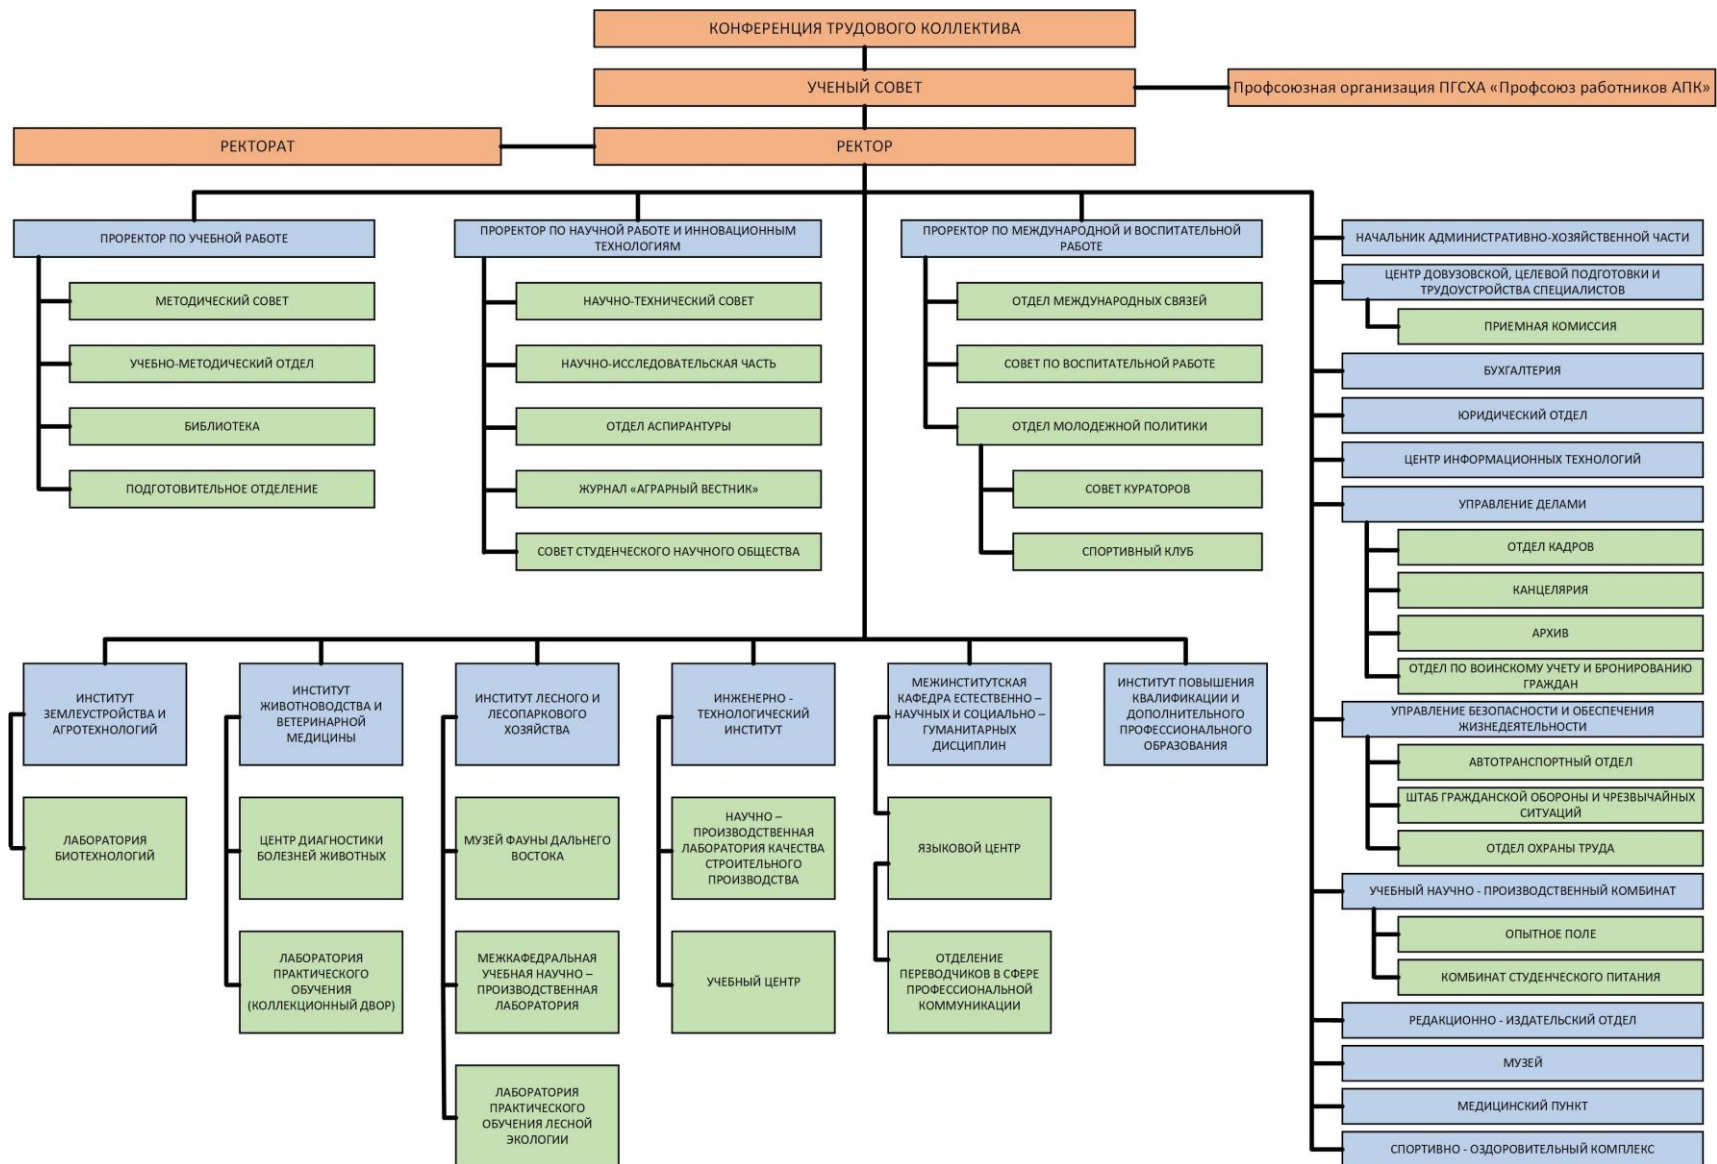 КОНФЕРЕНЦИЯ ТРУДОВОГО КОЛЛЕКТИВА
УЧЕНЫЙ СОВЕТ
Профсоюзная организация ПГСХА «Профсоюз работников АПК»
РЕКТОРАТ
РЕКТОР
ПРОРЕКТОР ПО УЧЕБНОЙ РАБОТЕ
МЕТОДИЧЕСКИЙ СОВЕТ
УЧЕБНО-МЕТОДИЧЕСКИЙ ОТДЕЛ
БИБЛИОТЕКА
ПОДГОТОВИТЕЛЬНОЕ ОТДЕЛЕНИЕ
ПРОРЕКТОР ПО НАУЧНОЙ РАБОТЕ И ИННОВАЦИОННЫМ
ТЕХНОЛОГИЯМ
НАУЧНО-ТЕХНИЧЕСКИЙ СОВЕТ
НАУЧНО-ИССЛЕДОВАТЕЛЬСКАЯ ЧАСТЬ
ОТДЕЛ АСПИРАНТУРЫ
ЖУРНАЛ «АГРАРНЫЙ ВЕСТНИК»
СОВЕТ СТУДЕНЧЕСКОГО НАУЧНОГО ОБЩЕСТВА
ПРОРЕКТОР ПО МЕЖДУНАРОДНОЙ И ВОСПИТАТЕЛЬНОЙ
РАБОТЕ
ОТДЕЛ МЕЖДУНАРОДНЫХ СВЯЗЕЙ
СОВЕТ ПО ВОСПИТАТЕЛЬНОЙ РАБОТЕ
ОТДЕЛ МОЛОДЕЖНОЙ ПОЛИТИКИ
СОВЕТ КУРАТОРОВ
СПОРТИВНЫЙ КЛУБ
НАЧАЛЬНИК АДМИНИСТРАТИВНО-ХОЗЯЙСТВЕННОЙ ЧАСТИ
ЦЕНТР ДОВУЗОВСКОЙ, ЦЕЛЕВОЙ ПОДГОТОВКИ И
ТРУДОУСТРОЙСТВА СПЕЦИАЛИСТОВ
ПРИЕМНАЯ КОМИССИЯ
БУХГАЛТЕРИЯ
ЮРИДИЧЕСКИЙ ОТДЕЛ
ЦЕНТР ИНФОРМАЦИОННЫХ ТЕХНОЛОГИЙ
УПРАВЛЕНИЕ ДЕЛАМИ
ОТДЕЛ КАДРОВ
КАНЦЕЛЯРИЯ
АРХИВ
ОТДЕЛ ПО ВОИНСКОМУ УЧЕТУ И БРОНИРОВАНИЮ
ГРАЖДАН
УПРАВЛЕНИЕ БЕЗОПАСНОСТИ И ОБЕСПЕЧЕНИЯ
ЖИЗНЕДЕЯТЕЛЬНОСТИ
АВТОТРАНСПОРТНЫЙ ОТДЕЛ
ШТАБ ГРАЖДАНСКОЙ ОБОРОНЫ И ЧРЕЗВЫЧАЙНЫХ
СИТУАЦИЙ
ОТДЕЛ ОХРАНЫ ТРУДА
УЧЕБНЫЙ НАУЧНО - ПРОИЗВОДСТВЕННЫЙ КОМБИНАТ
ОПЫТНОЕ ПОЛЕ
КОМБИНАТ СТУДЕНЧЕСКОГО ПИТАНИЯ
РЕДАКЦИОННО - ИЗДАТЕЛЬСКИЙ ОТДЕЛ
МУЗЕЙ
МЕДИЦИНСКИЙ ПУНКТ
СПОРТИВНО - ОЗДОРОВИТЕЛЬНЫЙ КОМПЛЕКС
ИНСТИТУТ
ЗЕМЛЕУСТРОЙСТВА И
АГРОТЕХНОЛОГИЙ
ЛАБОРАТОРИЯ
БИОТЕХНОЛОГИЙ
ИНСТИТУТ
ЖИВОТНОВОДСТВА И
ВЕТЕРИНАРНОЙ
МЕДИЦИНЫ
ЦЕНТР ДИАГНОСТИКИ
БОЛЕЗНЕЙ ЖИВОТНЫХ
ЛАБОРАТОРИЯ
ПРАКТИЧЕСКОГО
ОБУЧЕНИЯ
(КОЛЛЕКЦИОННЫЙ ДВОР)
ИНСТИТУТ ЛЕСНОГО И
ЛЕСОПАРКОВОГО
ХОЗЯЙСТВА
МУЗЕЙ ФАУНЫ ДАЛЬНЕГО
ВОСТОКА
МЕЖКАФЕДРАЛЬНАЯ
УЧЕБНАЯ НАУЧНО –
ПРОИЗВОДСТВЕННАЯ
ЛАБОРАТОРИЯ
ЛАБОРАТОРИЯ
ПРАКТИЧЕСКОГО
ОБУЧЕНИЯ ЛЕСНОЙ
ЭКОЛОГИИ
ИНЖЕНЕРНО -
ТЕХНОЛОГИЧЕСКИЙ
ИНСТИТУТ
НАУЧНО –
ПРОИЗВОДСТВЕННАЯ
ЛАБОРАТОРИЯ КАЧЕСТВА
СТРОИТЕЛЬНОГО
ПРОИЗВОДСТВА
УЧЕБНЫЙ ЦЕНТР
МЕЖИНСТИТУТСКАЯ
КАФЕДРА ЕСТЕСТВЕННО –
НАУЧНЫХ И СОЦИАЛЬНО –
ГУМАНИТАРНЫХ
ДИСЦИПЛИН
ЯЗЫКОВОЙ ЦЕНТР
ОТДЕЛЕНИЕ
ПЕРЕВОДЧИКОВ В СФЕРЕ
ПРОФЕССИОНАЛЬНОЙ
КОММУНИКАЦИИ
ИНСТИТУТ ПОВЫШЕНИЯ
КВАЛИФИКАЦИИ И
ДОПОЛНИТЕЛЬНОГО
ПРОФЕССИОНАЛЬНОГО
ОБРАЗОВАНИЯ